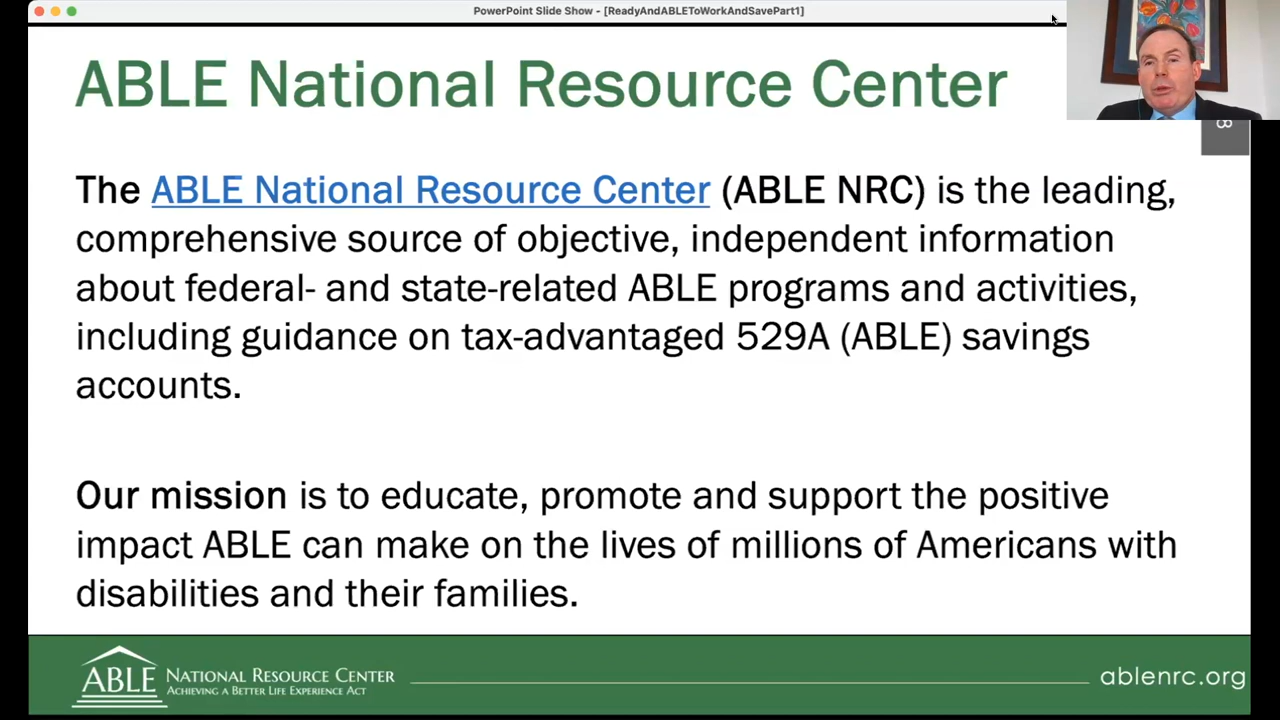 PowerPoint Slide Show - [ReadyAndABLEToWorkAndSavePart1]
ABLE National Resource Center
8
The ABLE National Resource Center (ABLE NRC) is the leading,
comprehensive source of objective, independent information
about federal- and state-related ABLE programs and activities,
including guidance on tax-advantaged 529A (ABLE) savings
accounts.
Our mission is to educate, promote and support the positive
impact ABLE can make on the lives of millions of Americans with
disabilities and their families.
ABLE NATIONAL RESOURCE CENTER
ACHIEVING A BETTER LIFE EXPERIENCE ACT
ablenrc.org